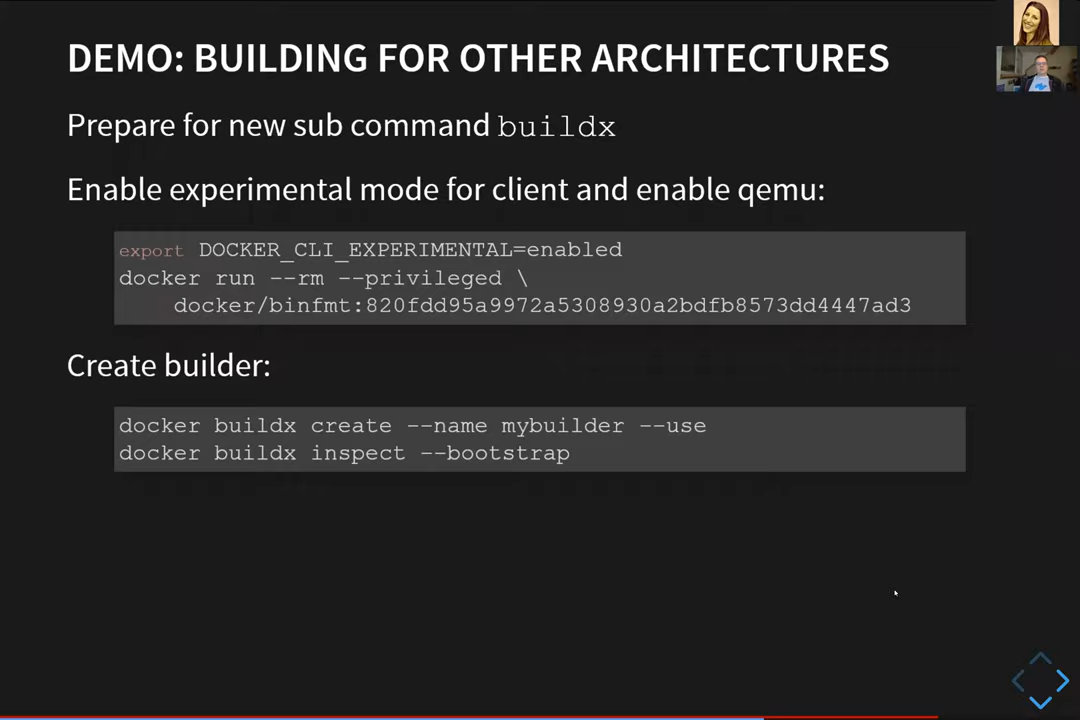 DEMO: BUILDING FOR OTHER ARCHITECTURES
Prepare for new sub command buildx
Enable experimental mode for client and enable qemu:
export DOCKER_CLI_EXPERIMENTAL=enabled
docker run --rm --privileged \
docker/binfmt:820fdd95a9972a5308930a2bdfb8573dd4447ad3
Create builder:
docker buildx create --name mybuilder --use
docker buildx inspect --bootstrap